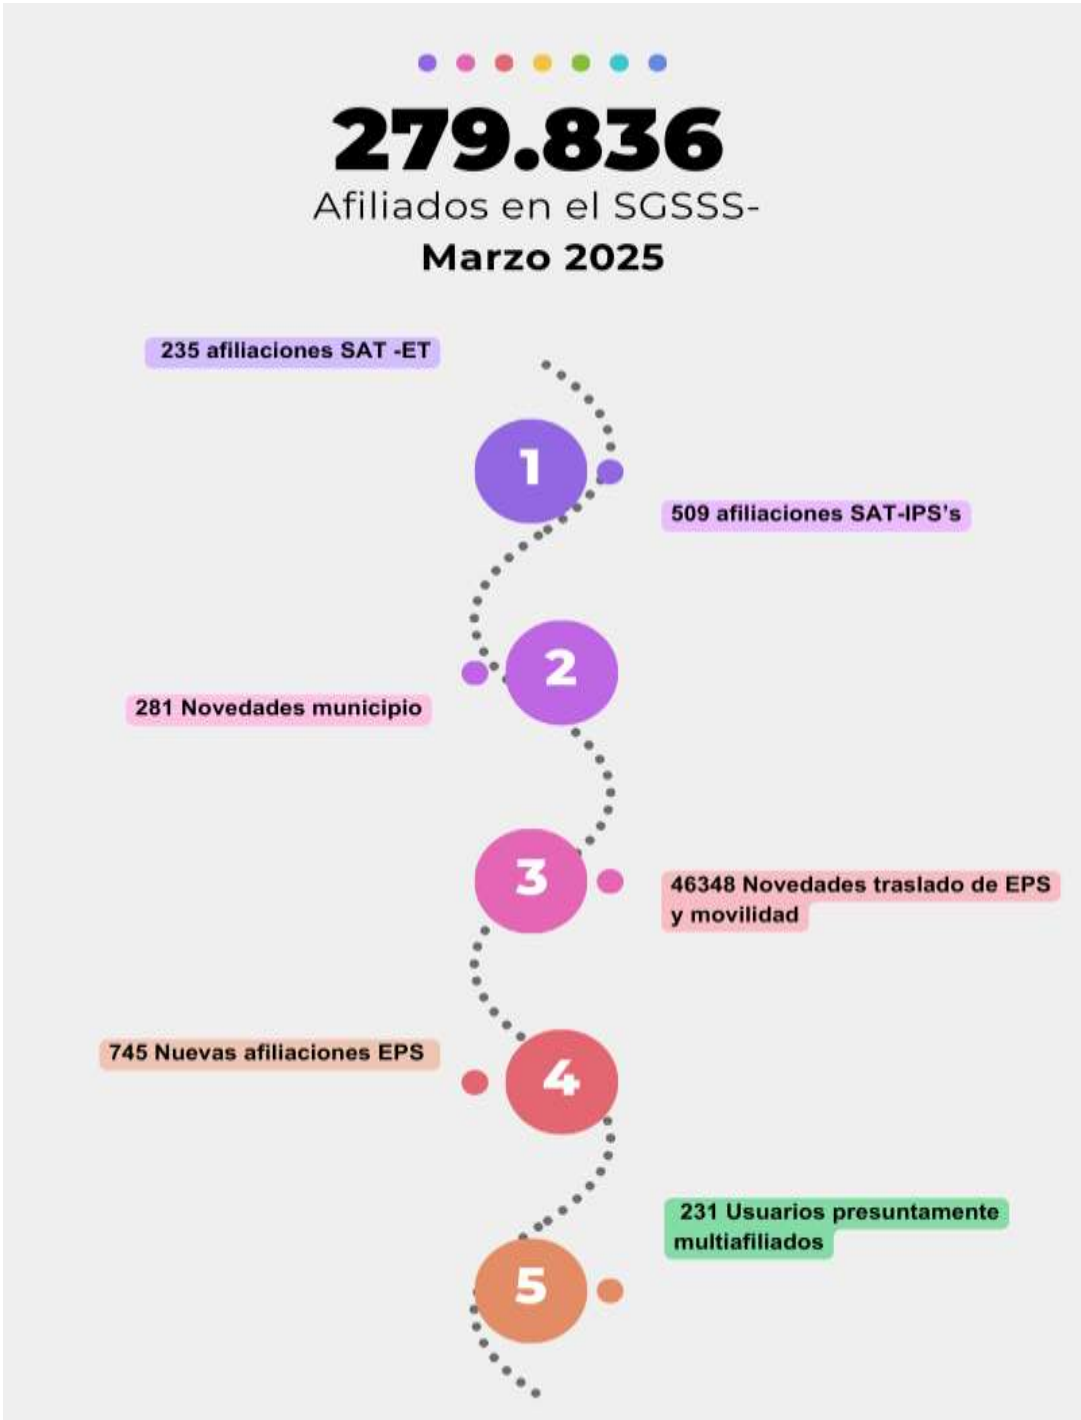 279.836
Afiliados en el SGSSS-
Marzo 2025
235 afiliaciones SAT -ET
1
509 afiliaciones SAT-IPS’s
2
281 Novedades municipio
3
46348 Novedades traslado de EPS
y movilidad
745 Nuevas afiliaciones EPS
4
231 Usuarios presuntamente
multiafiliados
5